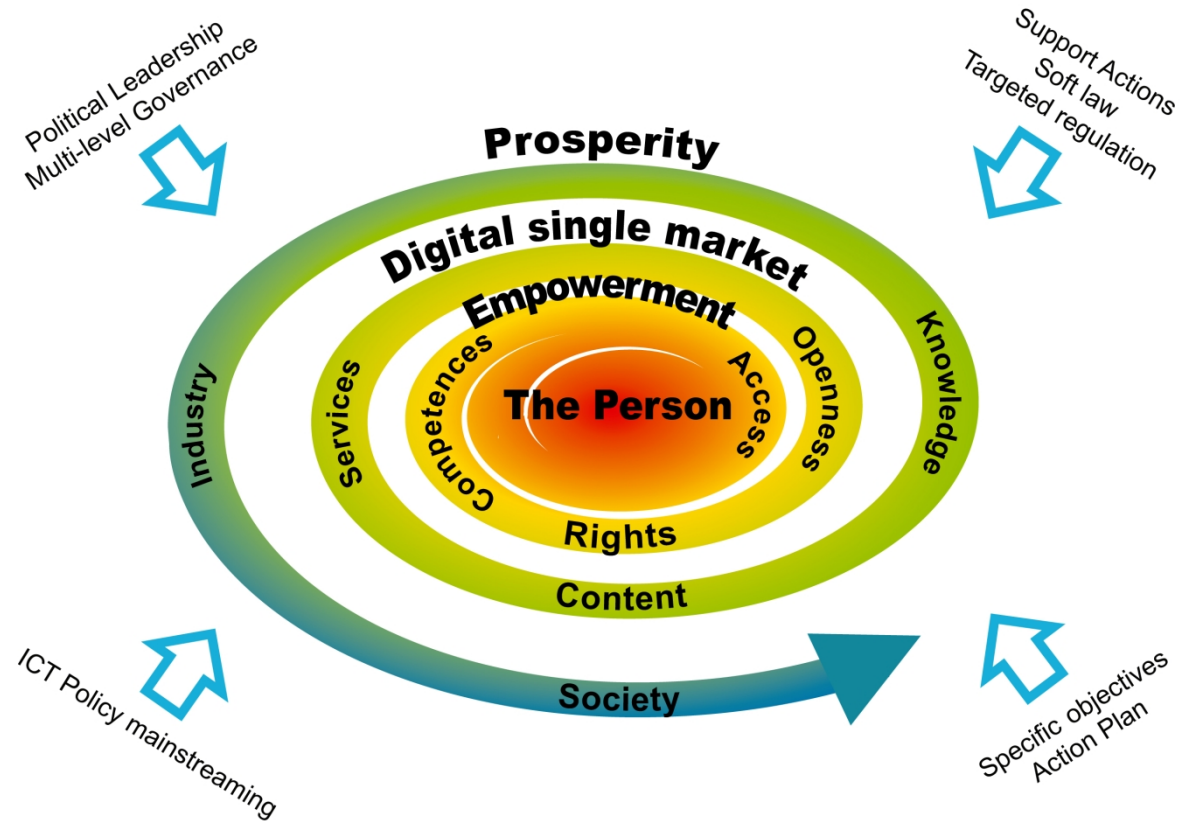 Political Leadership
Multi-level Governance
Support Actions
Soft law
Targeted regulation
Prosperity
Digital single market
Empowerment
The Person
Competences
Access
Rights
Services
Openness
Content
Industry
Knowledge
Society
ICT Policy mainstreaming
Specific objectives
Action Plan